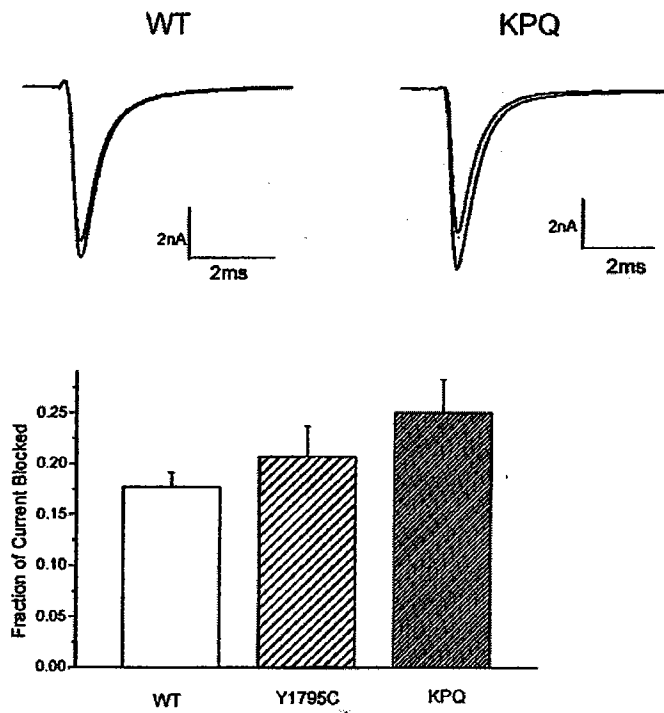 WT
KPQ
2nA
2ms
2nA
2ms
Fraction of Current Blocked
0.25
0.20
0.15
0.10
0.05
0.00
WT
Y1795C
KPQ